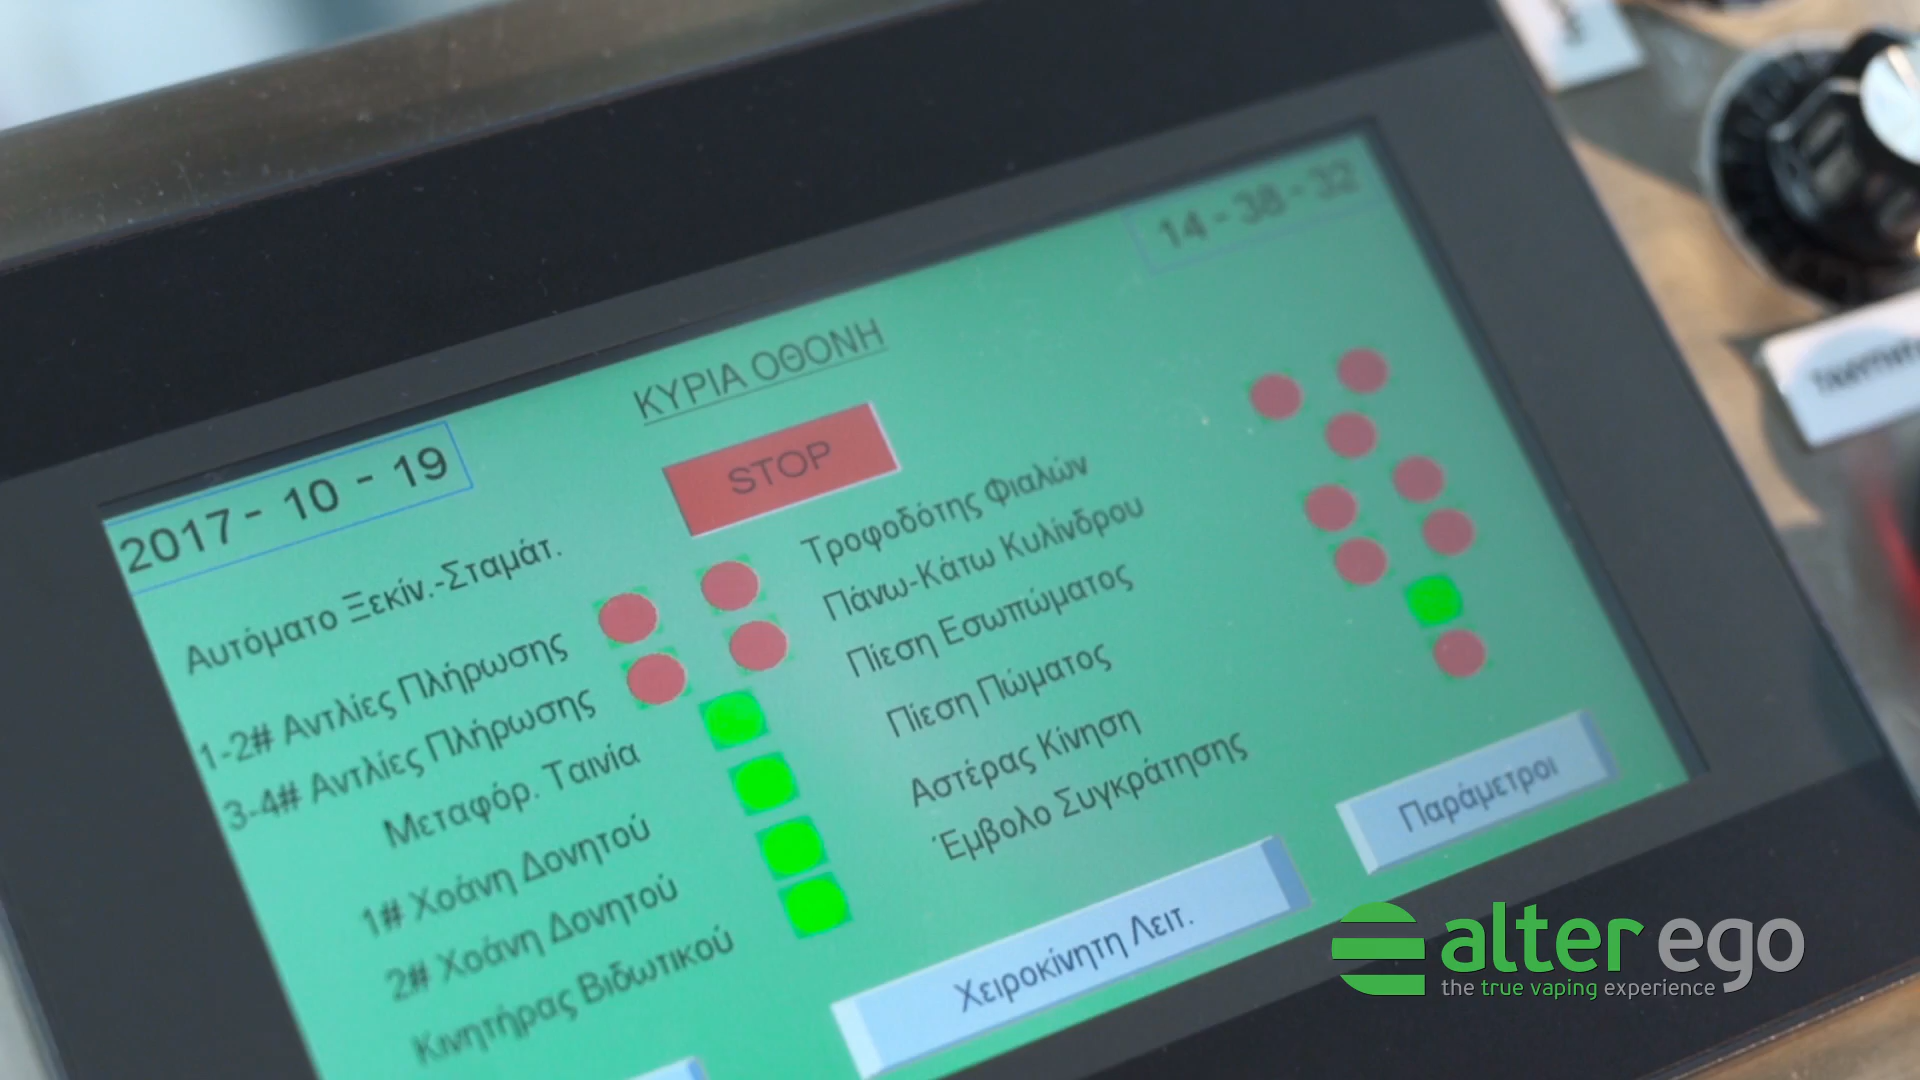 14 - 38 - 32
ΚΥΡΙΑ ΟΘΟΝΗ
2017 - 10 - 19
STOP
Αυτόματο Ξεκίν.-Σταμάτ.
1-2# Αντλίες Πλήρωσης
3-4# Αντλίες Πλήρωσης
Μεταφόρ. Ταινία
1# Χοάνη Δονητού
2# Χοάνη Δονητού
Κινητήρας Βιδωτικού
Τροφοδότης Φιαλών
Πάνω-Κάτω Κυλίνδρου
Πίεση Εσωπώματος
Πίεση Πώματος
Αστέρας Κίνηση
Έμβολο Συγκράτησης
Χειροκίνητη Λειτ.
Παράμετροι
alter ego
the true vaping experience